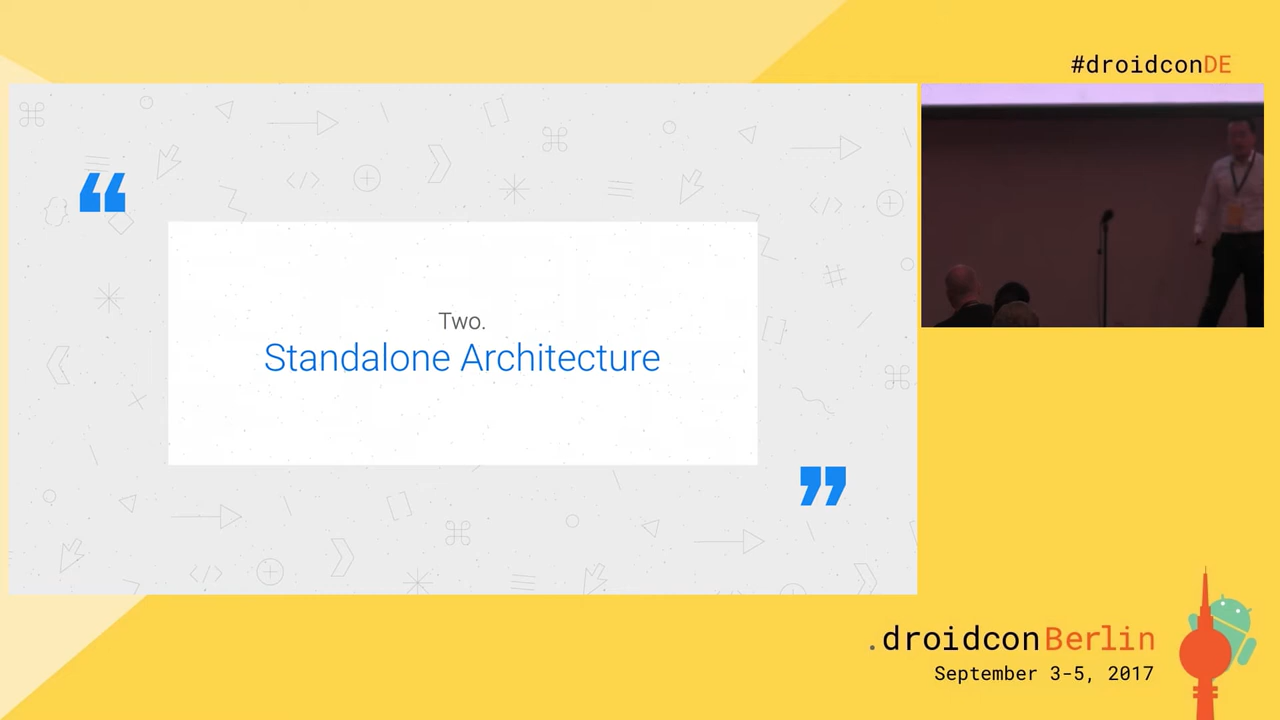 #droidconDE
“
Two.
Standalone Architecture
”
.droidconBerlin
September 3-5, 2017